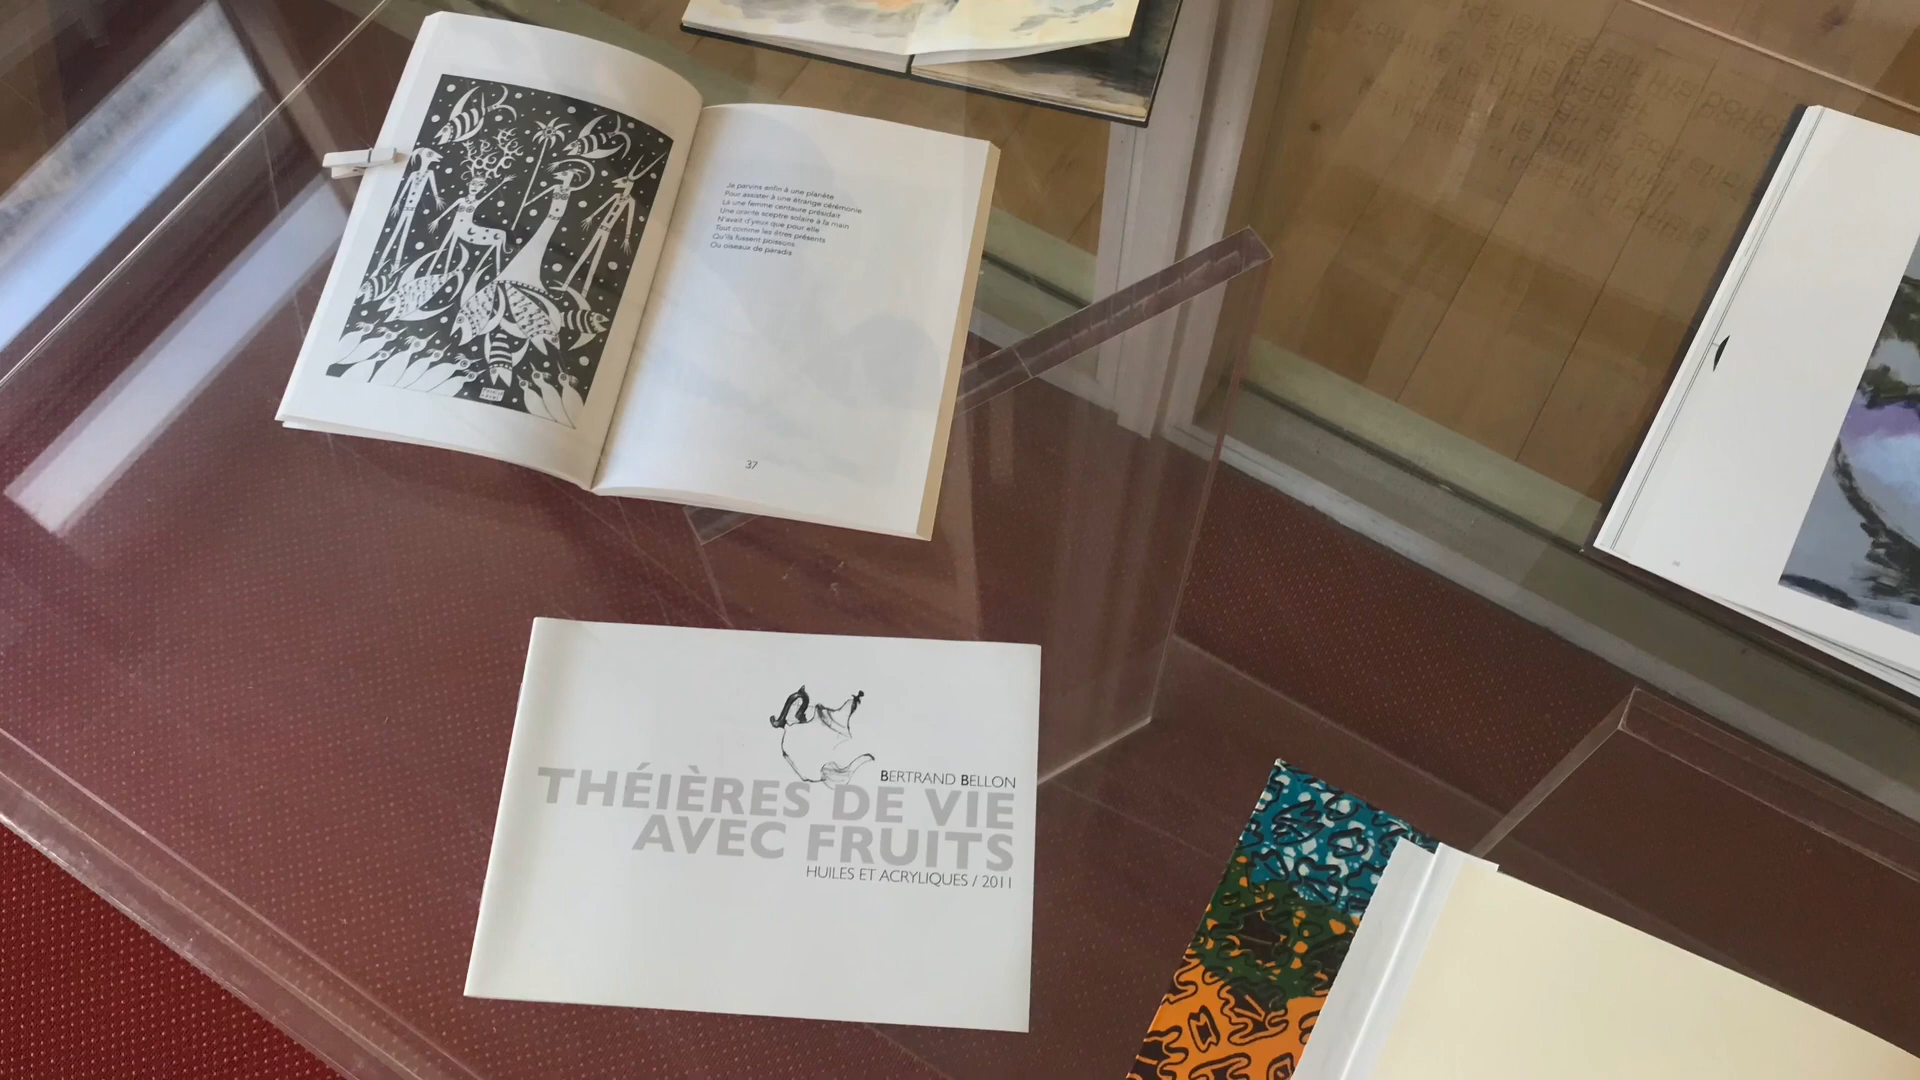 Je parvins enfin à une planète
Pour assister à une étrange cérémonie
Là une femme centaure présidait
Une orante sceptre solaire à la main
N'avait d'yeux que pour elle
Tout comme les êtres présents
Qu'ils fussent poissons
Ou oiseaux de paradis
37
BERTRAND BELLON
THÉIÈRES DE VIE
AVEC FRUITS
HUILES ET ACRYLIQUES / 2011